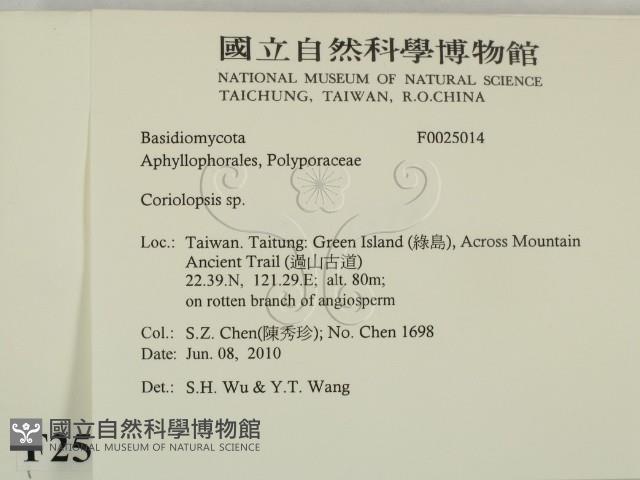 國立自然科學博物館
NATIONAL MUSEUM OF NATURAL SCIENCE
TAICHUNG, TAIWAN, R.O.CHINA
Basidiomycota F0025014
Aphyllophorales, Polyporaceae
Coriolopsis sp.
Loc.: Taiwan. Taitung: Green Island (綠島), Across Mountain
Ancient Trail (過山古道)
22.39.N, 121.29.E; alt. 80m;
on rotten branch of angiosperm
Col.: S.Z. Chen(陳秀珍); No. Chen 1698
Date: Jun. 08, 2010
Det.: S.H. Wu & Y.T. Wang
國立自然科學博物館
NATIONAL MUSEUM OF NATURAL SCIENCE
F25